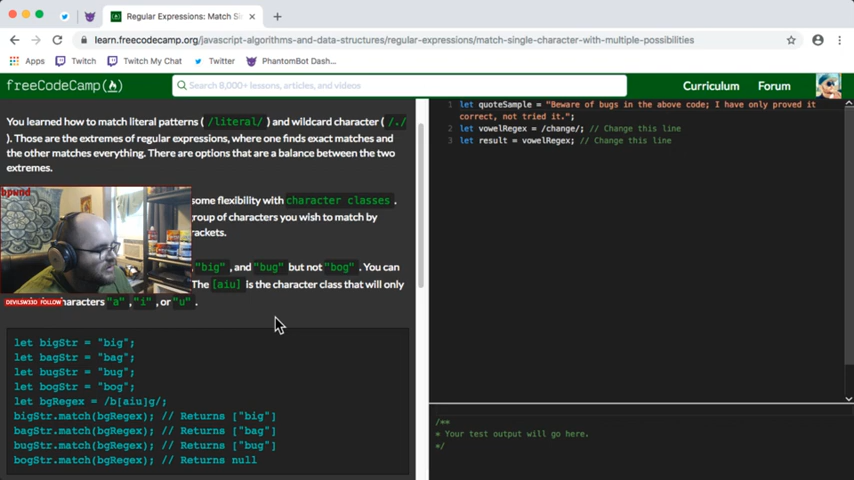 Regular Expressions: Match Si
learn.freecodecamp.org/javascript-algorithms-and-data-structures/regular-expressions/match-single-character-with-multiple-possibilities
Apps Twitch Twitch My Chat Twitter PhantomBot Dash...
freeCodeCamp Search 8,000+ lessons, articles, and videos Curriculum Forum
You learned how to match literal patterns ( /literal/ ) and wildcard character ( /./
). Those are the extremes of regular expressions, where one finds exact matches and
the other matches everything. There are options that are a balance between the two
extremes.
some flexibility with character classes .
group of characters you wish to match by
rackets.
"big" , and "bug" but not "bog" . You can
The [aiu] is the character class that will only
haracters "a" , "i" , or "u" .
DEVILSW33D FOLLOW
let bigStr = "big";
let bagStr = "bag";
let bugStr = "bug";
let bogStr = "bog";
let bgRegex = /b[aiu]g/;
bigStr.match(bgRegex); // Returns ["big"]
bagStr.match(bgRegex); // Returns ["bag"]
bugStr.match(bgRegex); // Returns ["bug"]
bogStr.match(bgRegex); // Returns null
1 let quoteSample = "Beware of bugs in the above code; I have only proved it
correct, not tried it.";
2 let vowelRegex = /change/; // Change this line
3 let result = vowelRegex; // Change this line
/**
* Your test output will go here.
*/